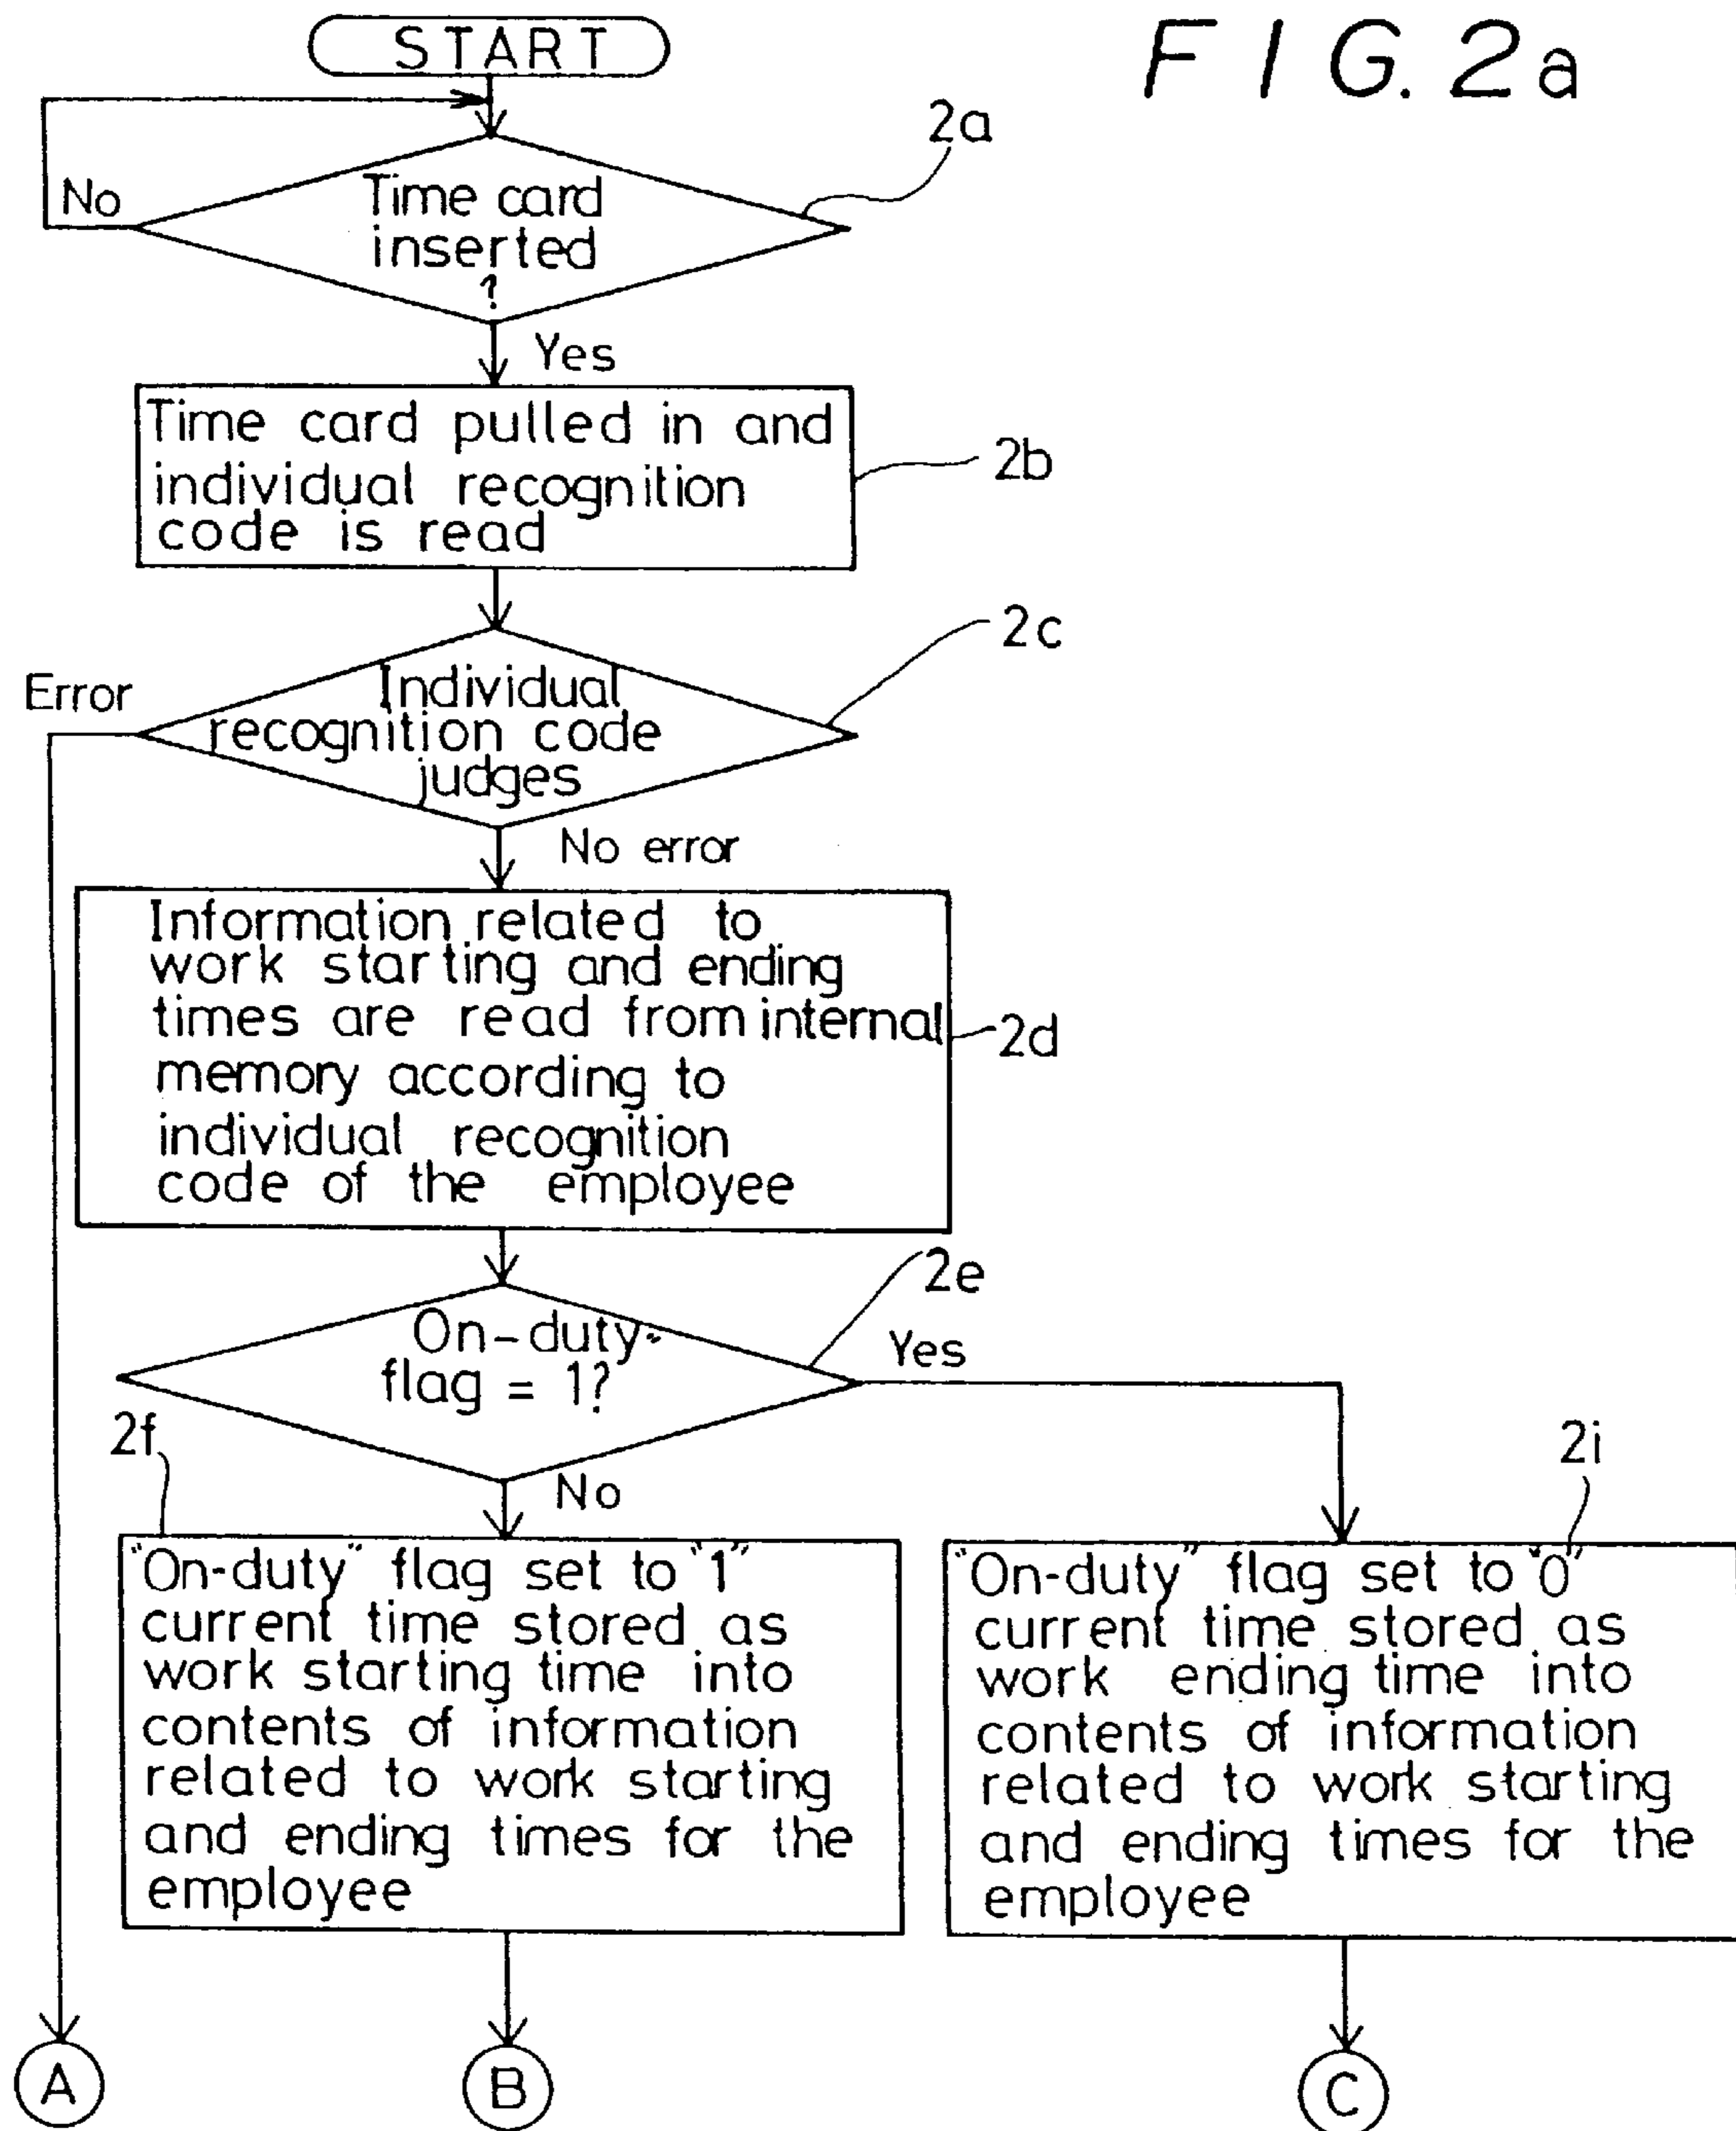 START
FIG. 2a
2a
No
Time card
inserted
?
Yes
Time card pulled in and
individual recognition
code is read
2b
2c
Error
Individual
recognition code
judges
No error
Information related to
work starting and ending
times are read from internal
memory according to
individual recognition
code of the employee
2d
2e
On-duty"
flag = 1?
Yes
2f
No
2i
"On-duty" flag set to "1"
current time stored as
work starting time into
contents of information
related to work starting
and ending times for the
employee
"On-duty" flag set to "0"
current time stored as
work ending time into
contents of information
related to work starting
and ending times for the
employee
A
B
C